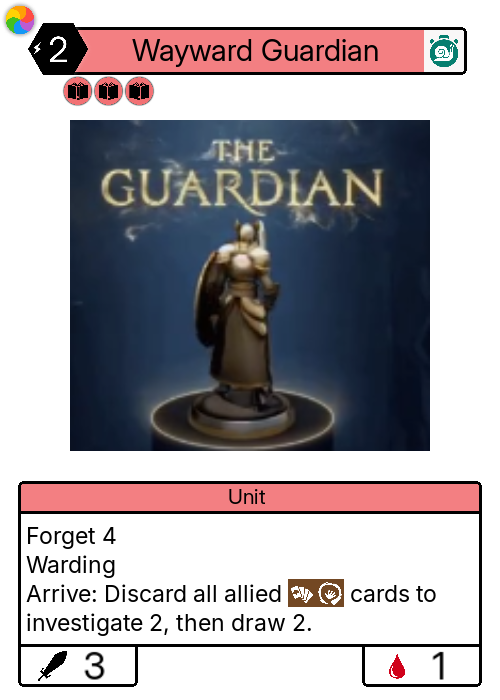 2
Wayward Guardian
THE
GUARDIAN
Unit
Forget 4
Warding
Arrive: Discard all allied cards to
investigate 2, then draw 2.
3
1